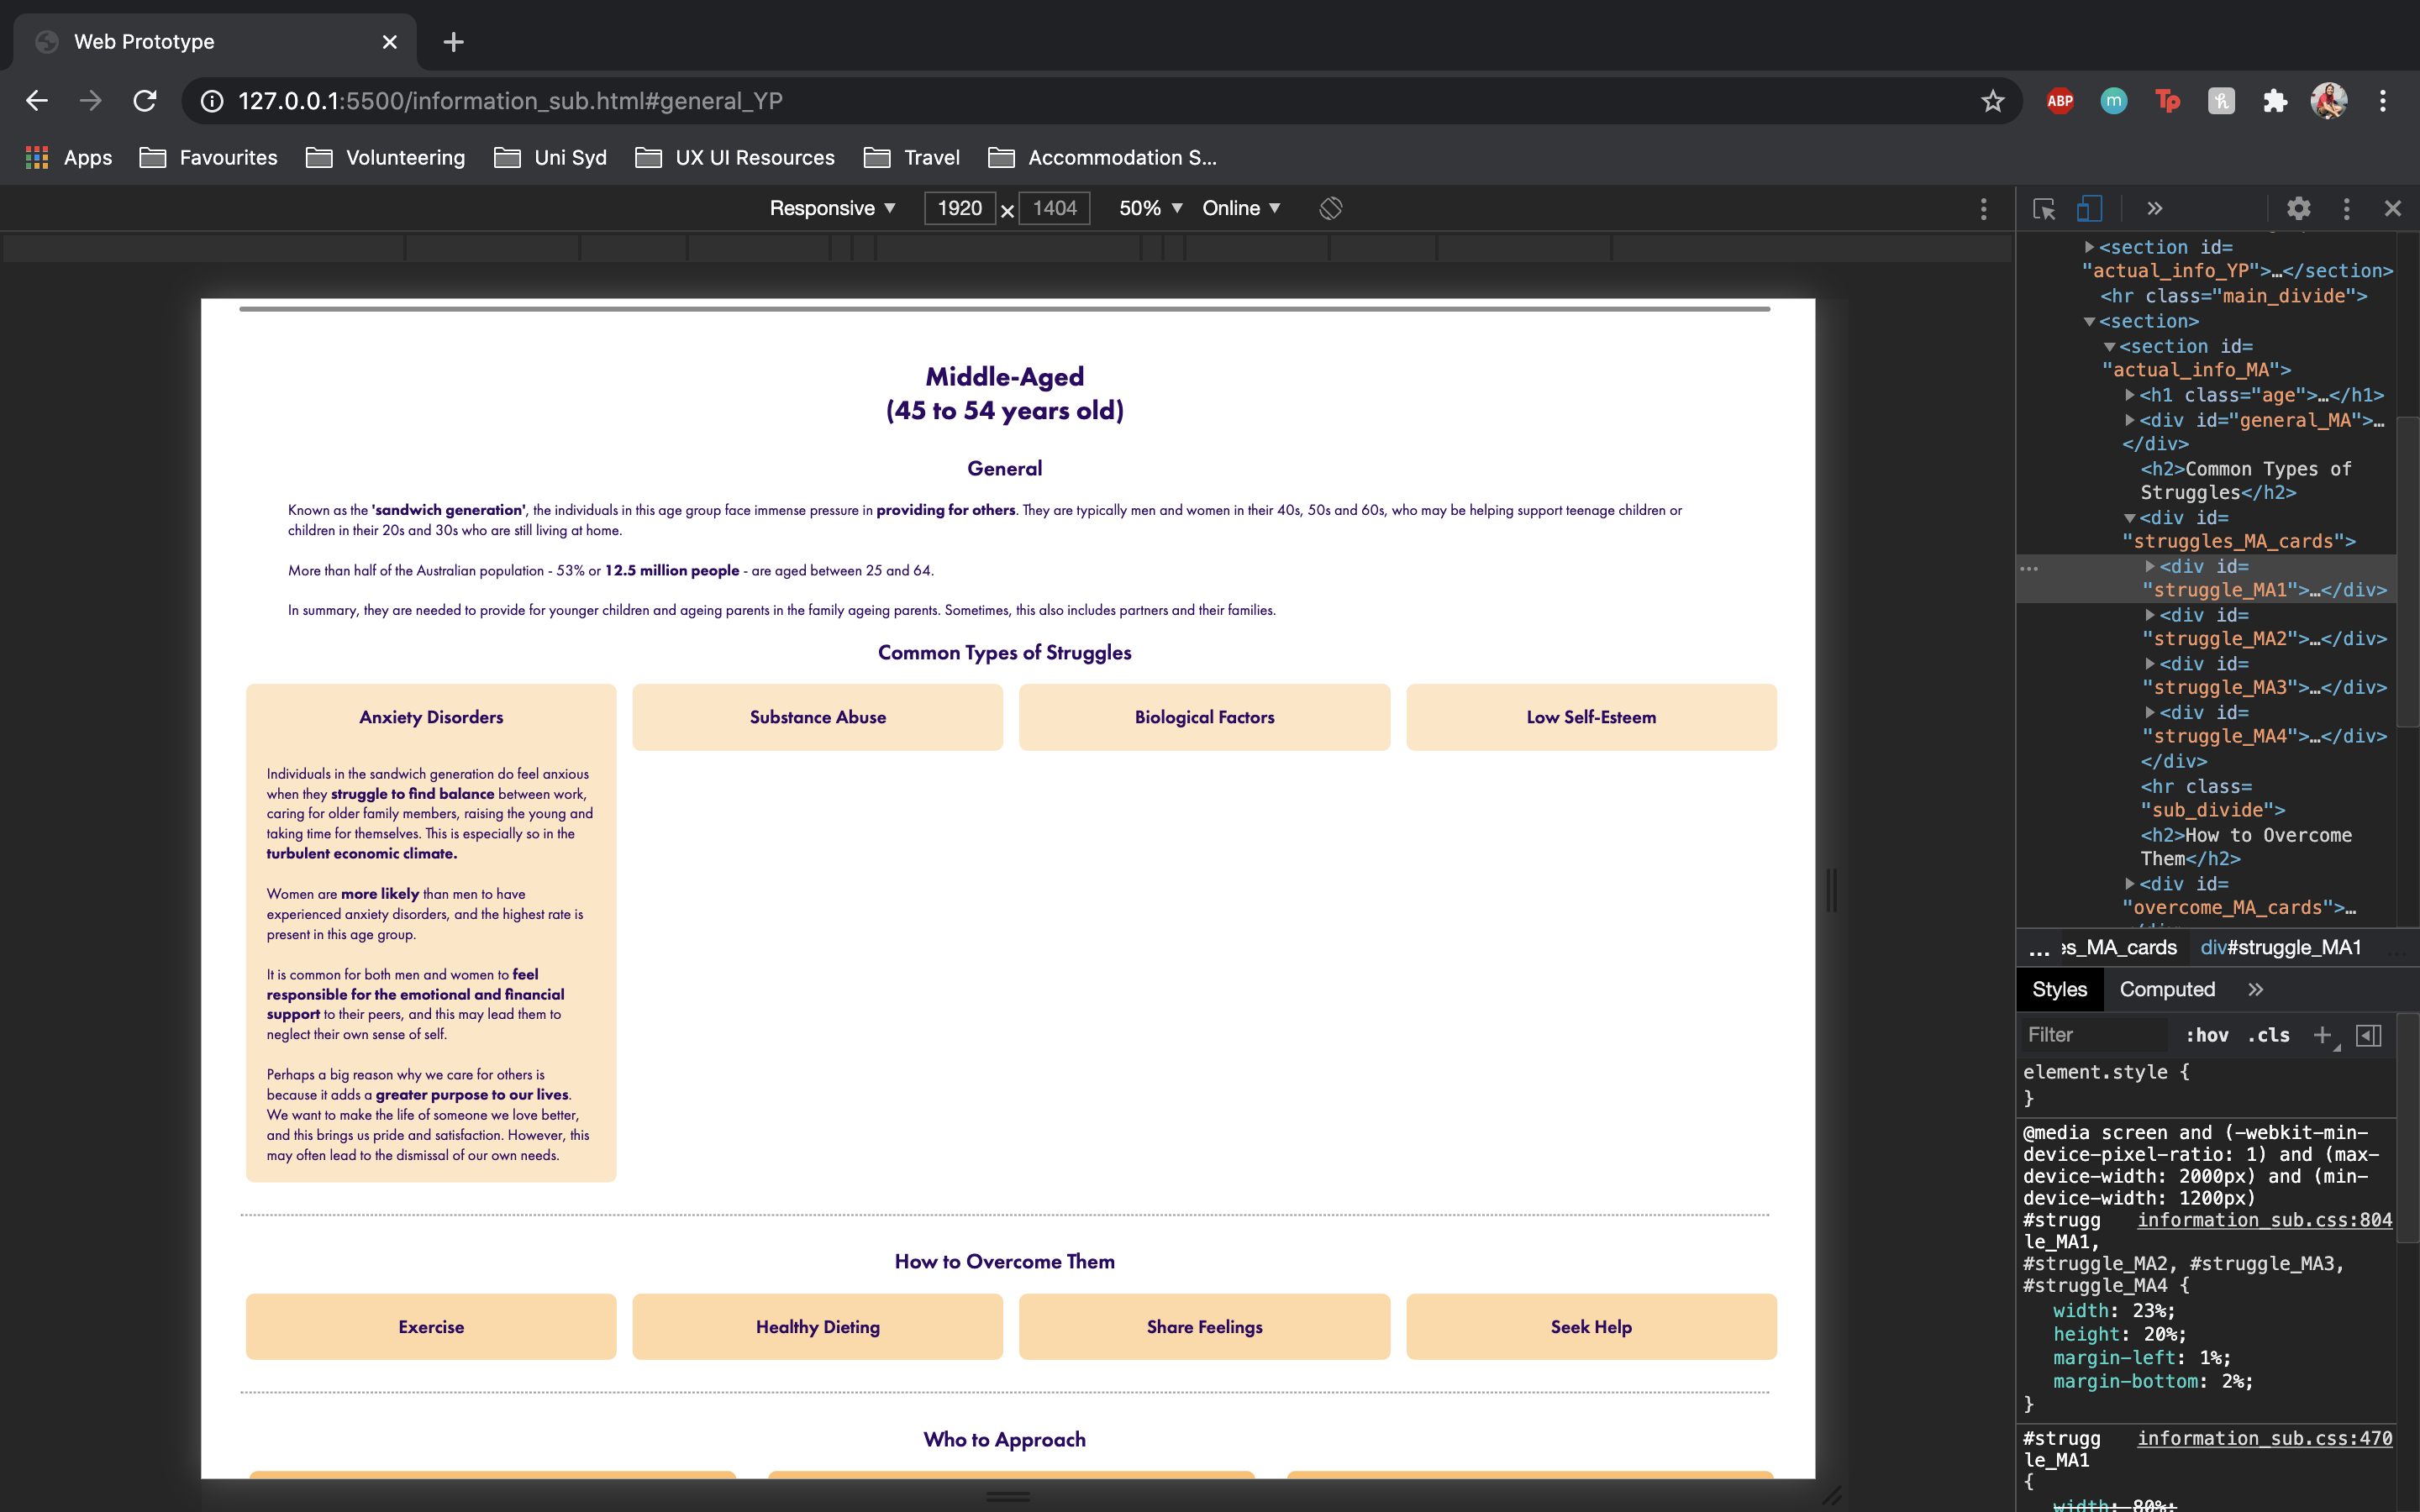 Web Prototype
127.0.0.1:5500/information_sub.html#general_YP
ABP
m
Tp
h
Apps
Favourites
Volunteering
Uni Syd
UX UI Resources
Travel
Accommodation S...
Responsive
1920 × 1404
50%
Online
Middle-Aged
(45 to 54 years old)
General
Known as the 'sandwich generation', the individuals in this age group face immense pressure in providing for others. They are typically men and women in their 40s, 50s and 60s, who may be helping support teenage children or
children in their 20s and 30s who are still living at home.
More than half of the Australian population - 53% or 12.5 million people - are aged between 25 and 64.
In summary, they are needed to provide for younger children and ageing parents in the family ageing parents. Sometimes, this also includes partners and their families.
Common Types of Struggles
Anxiety Disorders
Individuals in the sandwich generation do feel anxious
when they struggle to find balance between work,
caring for older family members, raising the young and
taking time for themselves. This is especially so in the
turbulent economic climate.
Women are more likely than men to have
experienced anxiety disorders, and the highest rate is
present in this age group.
It is common for both men and women to feel
responsible for the emotional and financial
support to their peers, and this may lead them to
neglect their own sense of self.
Perhaps a big reason why we care for others is
because it adds a greater purpose to our lives.
We want to make the life of someone we love better,
and this brings us pride and satisfaction. However, this
may often lead to the dismissal of our own needs.
Substance Abuse
Biological Factors
Low Self-Esteem
How to Overcome Them
Exercise
Healthy Dieting
Share Feelings
Seek Help
Who to Approach
<section id=
"actual_info_YP">…</section>
<hr class="main_divide">
<section>
<section id=
"actual_info_MA">
<h1 class="age">…</h1>
<div id="general_MA">…
</div>
<h2>Common Types of
Struggles</h2>
<div id=
"struggles_MA_cards">
<div id=
"struggle_MA1">…</div>
<div id=
"struggle_MA2">…</div>
<div id=
"struggle_MA3">…</div>
<div id=
"struggle_MA4">…</div>
</div>
<hr class=
"sub_divide">
<h2>How to Overcome
Them</h2>
<div id=
"overcome_MA_cards">…
... es_MA_cards div#struggle_MA1
Styles
Computed
Filter
:hov .cls
element.style {
}
@media screen and (-webkit-min-
device-pixel-ratio: 1) and (max-
device-width: 2000px) and (min-
device-width: 1200px)
#strugg information_sub.css:804
le_MA1,
#struggle_MA2, #struggle_MA3,
#struggle_MA4 {
width: 23%;
height: 20%;
margin-left: 1%;
margin-bottom: 2%;
}
#strugg information_sub.css:470
le_MA1
{
width: 80%;